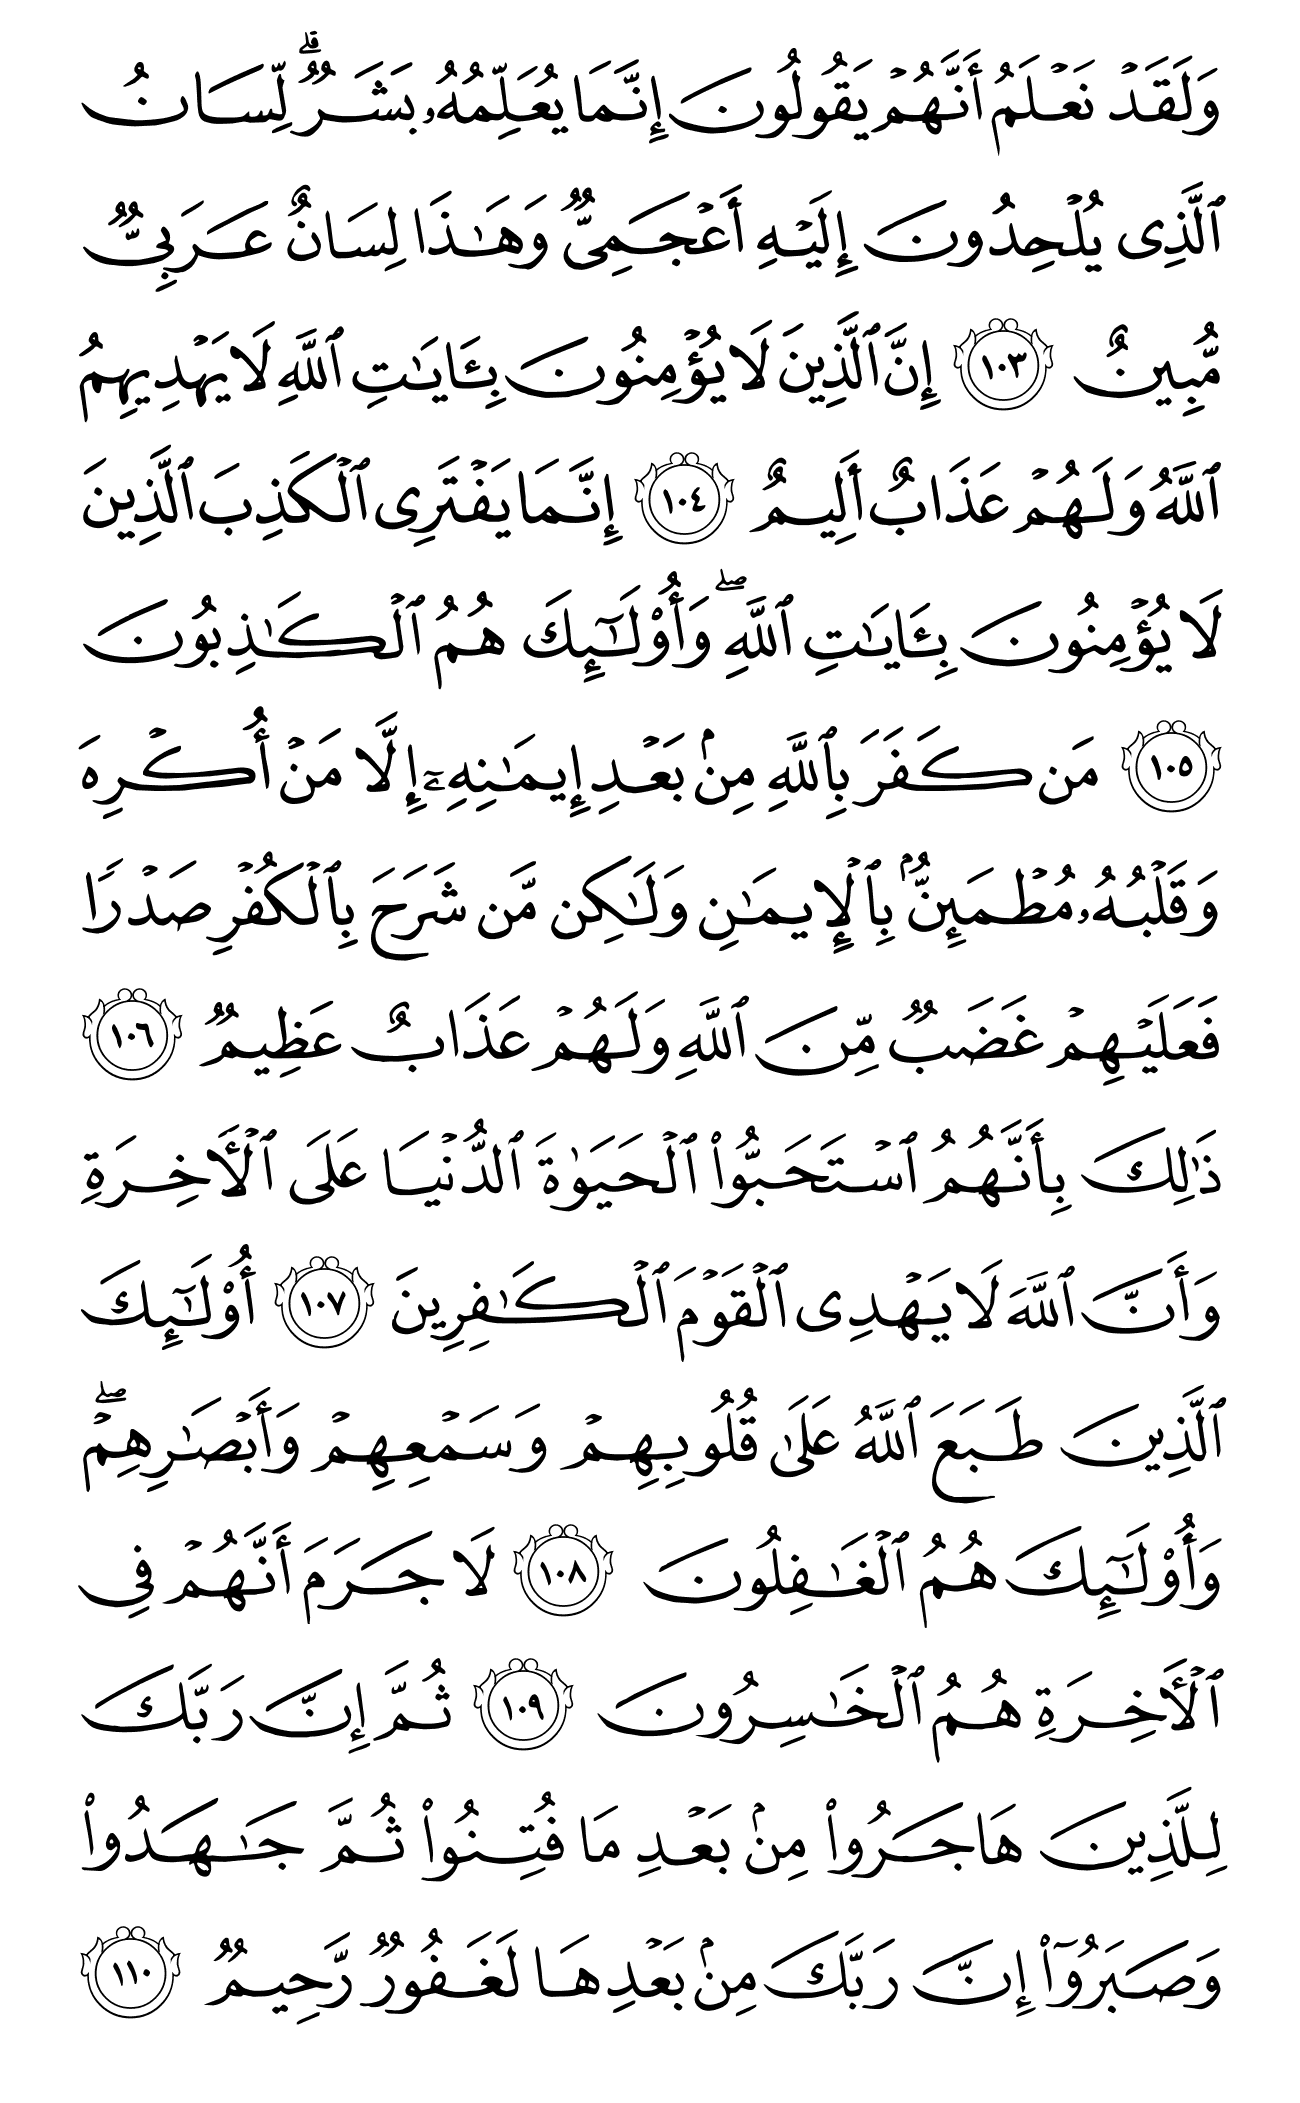 وَلَقَدۡ نَعۡلَمُ أَنَّهُمۡ يَقُولُونَ إِنَّمَا يُعَلِّمُهُۥ بَشَرٞۗ لِّسَانُ
ٱلَّذِي يُلۡحِدُونَ إِلَيۡهِ أَعۡجَمِيّٞ وَهَٰذَا لِسَانٌ عَرَبِيّٞ
مُّبِينٌ ١٠٣ إِنَّ ٱلَّذِينَ لَا يُؤۡمِنُونَ بِـَٔايَٰتِ ٱللَّهِ لَا يَهۡدِيهِمُ
ٱللَّهُ وَلَهُمۡ عَذَابٌ أَلِيمٌ ١٠٤ إِنَّمَا يَفۡتَرِي ٱلۡكَذِبَ ٱلَّذِينَ
لَا يُؤۡمِنُونَ بِـَٔايَٰتِ ٱللَّهِۖ وَأُوْلَٰٓئِكَ هُمُ ٱلۡكَٰذِبُونَ
١٠٥ مَن كَفَرَ بِٱللَّهِ مِنۢ بَعۡدِ إِيمَٰنِهِۦٓ إِلَّا مَنۡ أُكۡرِهَ
وَقَلۡبُهُۥ مُطۡمَئِنُّۢ بِٱلۡإِيمَٰنِ وَلَٰكِن مَّن شَرَحَ بِٱلۡكُفۡرِ صَدۡرٗا
فَعَلَيۡهِمۡ غَضَبٞ مِّنَ ٱللَّهِ وَلَهُمۡ عَذَابٌ عَظِيمٞ ١٠٦
ذَٰلِكَ بِأَنَّهُمُ ٱسۡتَحَبُّواْ ٱلۡحَيَوٰةَ ٱلدُّنۡيَا عَلَى ٱلۡأٓخِرَةِ
وَأَنَّ ٱللَّهَ لَا يَهۡدِي ٱلۡقَوۡمَ ٱلۡكَٰفِرِينَ ١٠٧ أُوْلَٰٓئِكَ
ٱلَّذِينَ طَبَعَ ٱللَّهُ عَلَىٰ قُلُوبِهِمۡ وَسَمۡعِهِمۡ وَأَبۡصَٰرِهِمۡۖ
وَأُوْلَٰٓئِكَ هُمُ ٱلۡغَٰفِلُونَ ١٠٨ لَا جَرَمَ أَنَّهُمۡ فِي
ٱلۡأٓخِرَةِ هُمُ ٱلۡخَٰسِرُونَ ١٠٩ ثُمَّ إِنَّ رَبَّكَ
لِلَّذِينَ هَاجَرُواْ مِنۢ بَعۡدِ مَا فُتِنُواْ ثُمَّ جَٰهَدُواْ
وَصَبَرُوٓاْ إِنَّ رَبَّكَ مِنۢ بَعۡدِهَا لَغَفُورٞ رَّحِيمٞ ١١٠